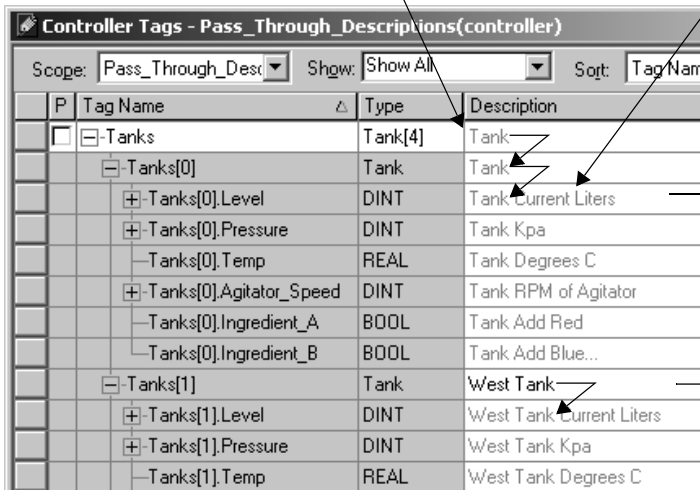 Controller Tags - Pass_Through_Descriptions(controller)
Scope: Pass_Through_Desc Show: Show All Sort: Tag Nam
P Tag Name Type Description
Tanks Tank[4] Tank
Tanks[0] Tank Tank
Tanks[0].Level DINT Tank Current Liters
Tanks[0].Pressure DINT Tank Kpa
Tanks[0].Temp REAL Tank Degrees C
Tanks[0].Agitator_Speed DINT Tank RPM of Agitator
Tanks[0].Ingredient_A BOOL Tank Add Red
Tanks[0].Ingredient_B BOOL Tank Add Blue...
Tanks[1] Tank West Tank
Tanks[1].Level DINT West Tank Current Liters
Tanks[1].Pressure DINT West Tank Kpa
Tanks[1].Temp REAL West Tank Degrees C